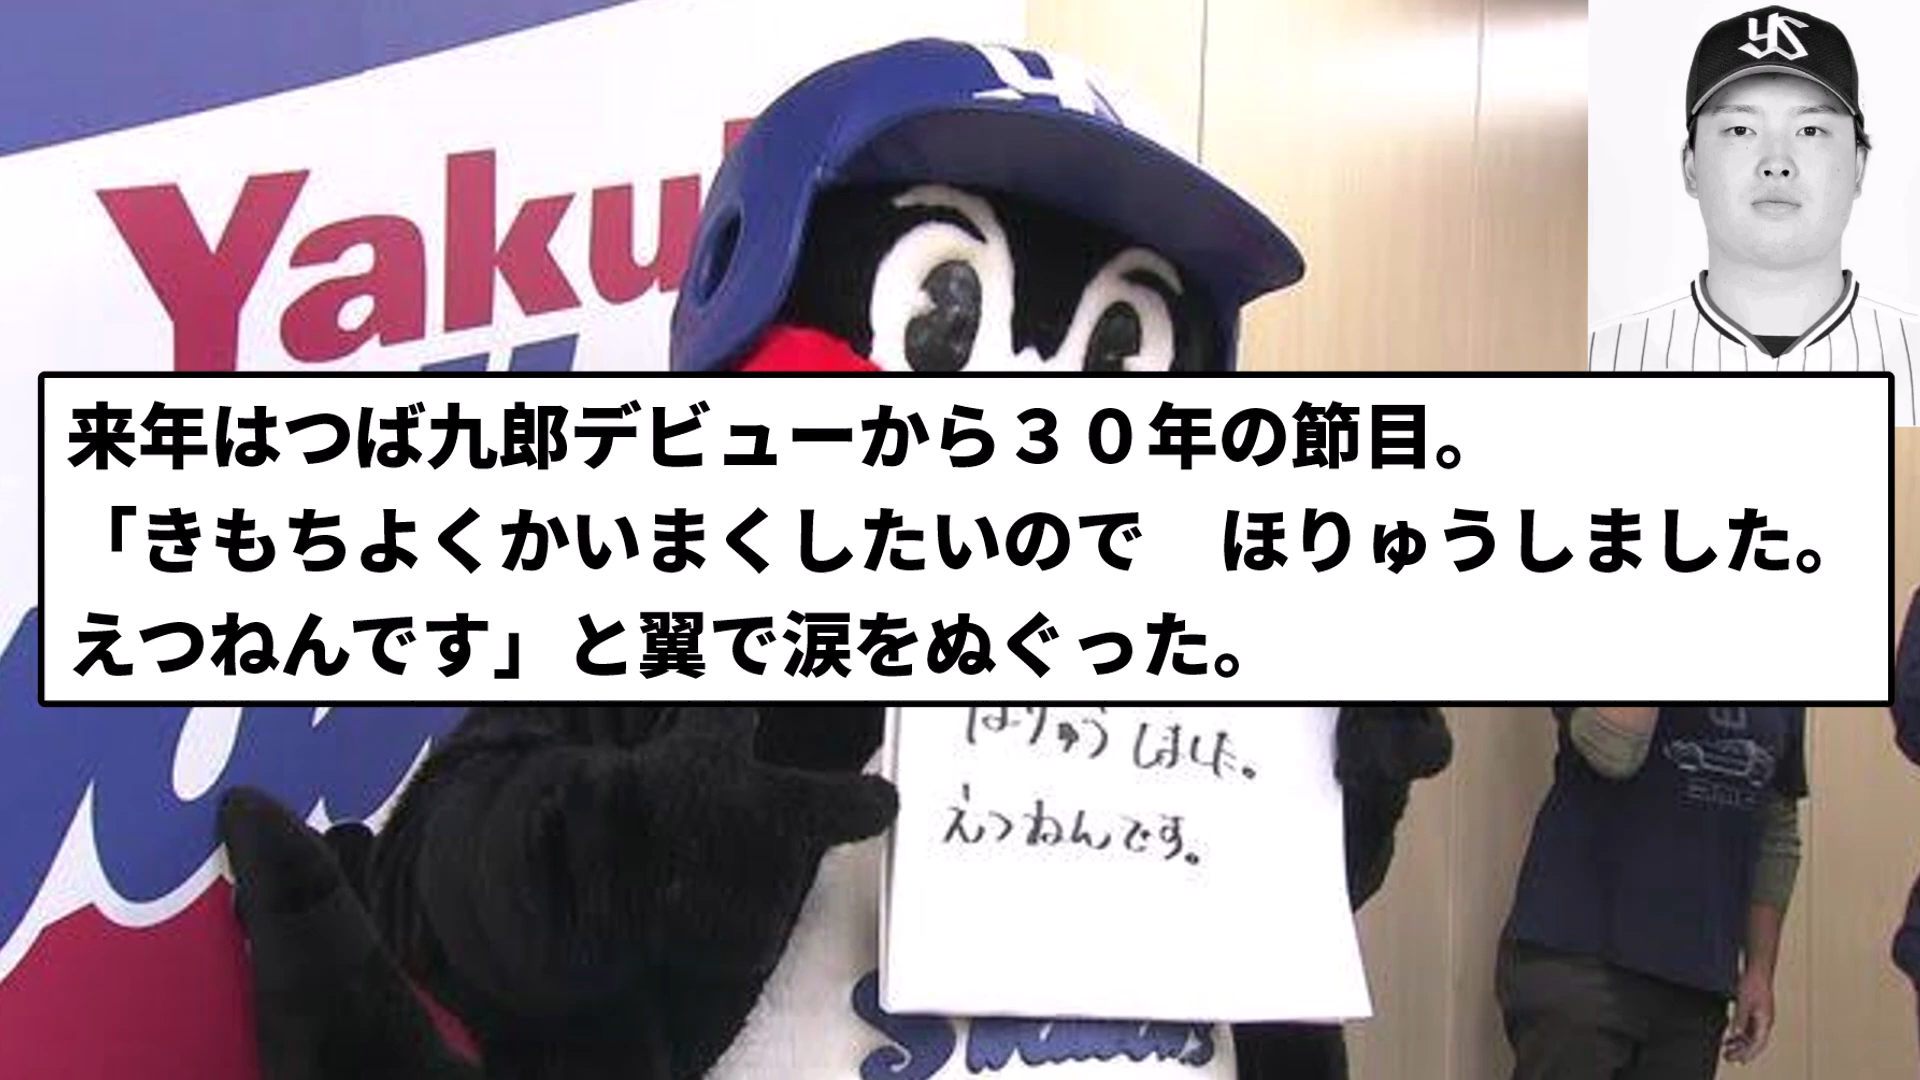 Yaku
YS
来年はつば九郎デビューから３０年の節目。
「きもちよくかいまくしたいので　ほりゅうしました。
えつねんです」と翼で涙をぬぐった。
ほりゅうしました。
えつねんです。
Swallows